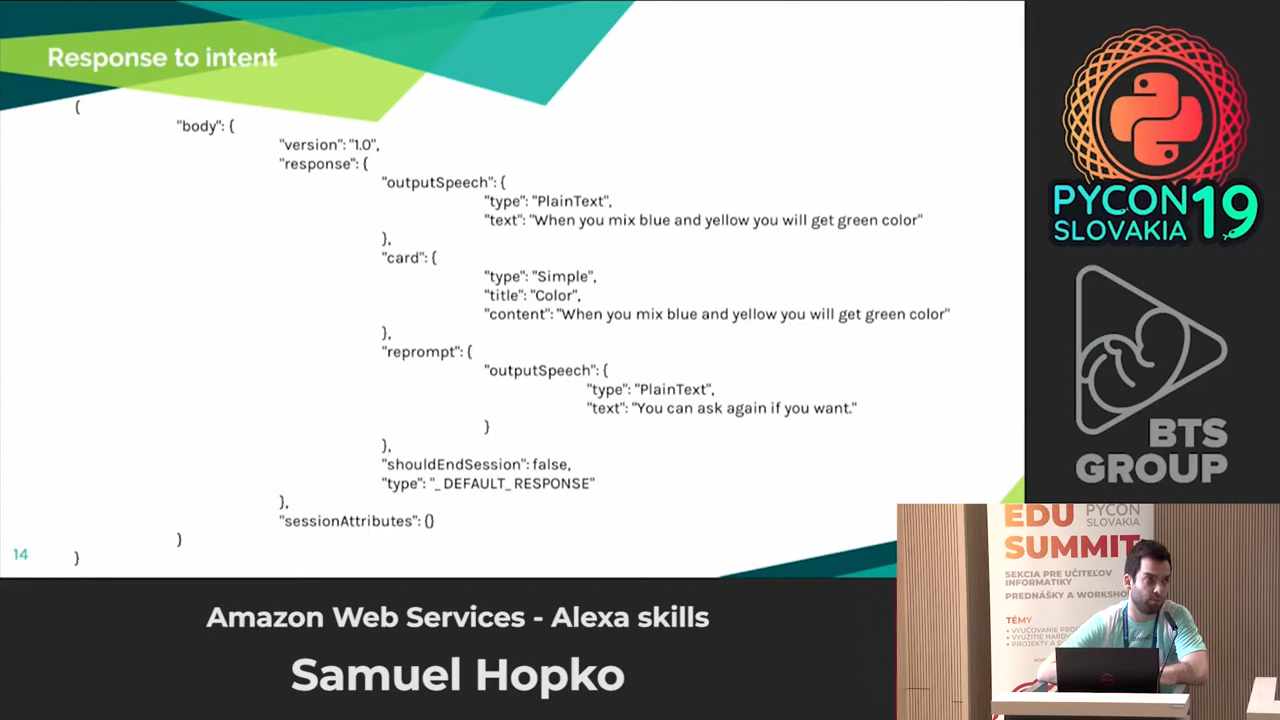 Response to intent
{
"body": {
"version": "1.0",
"response": {
"outputSpeech": {
"type": "PlainText",
"text": "When you mix blue and yellow you will get green color"
},
"card": {
"type": "Simple",
"title": "Color",
"content": "When you mix blue and yellow you will get green color"
},
"reprompt": {
"outputSpeech": {
"type": "PlainText",
"text": "You can ask again if you want."
}
},
"shouldEndSession": false,
"type": "_DEFAULT_RESPONSE"
},
"sessionAttributes": {}
}
}
14
PYCON 19
SLOVAKIA
BTS
GROUP
EDU PYCON
SLOVAKIA
SUMMIT
SEKCIA PRE UČITEĽOV
INFORMATIKY
PREDNÁŠKY A WORKSHO
TÉMY
Amazon Web Services - Alexa skills
Samuel Hopko